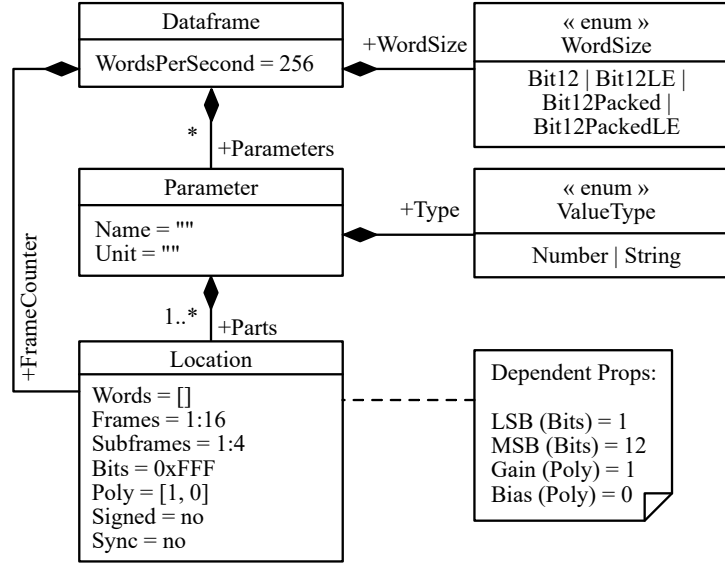 Dataframe
WordsPerSecond = 256
+WordSize
« enum »
WordSize
Bit12 | Bit12LE |
Bit12Packed |
Bit12PackedLE
*
+Parameters
Parameter
Name = ""
Unit = ""
+Type
« enum »
ValueType
Number | String
+FrameCounter
1..*
+Parts
Location
Words = []
Frames = 1:16
Subframes = 1:4
Bits = 0xFFF
Poly = [1, 0]
Signed = no
Sync = no
Dependent Props:
LSB (Bits) = 1
MSB (Bits) = 12
Gain (Poly) = 1
Bias (Poly) = 0